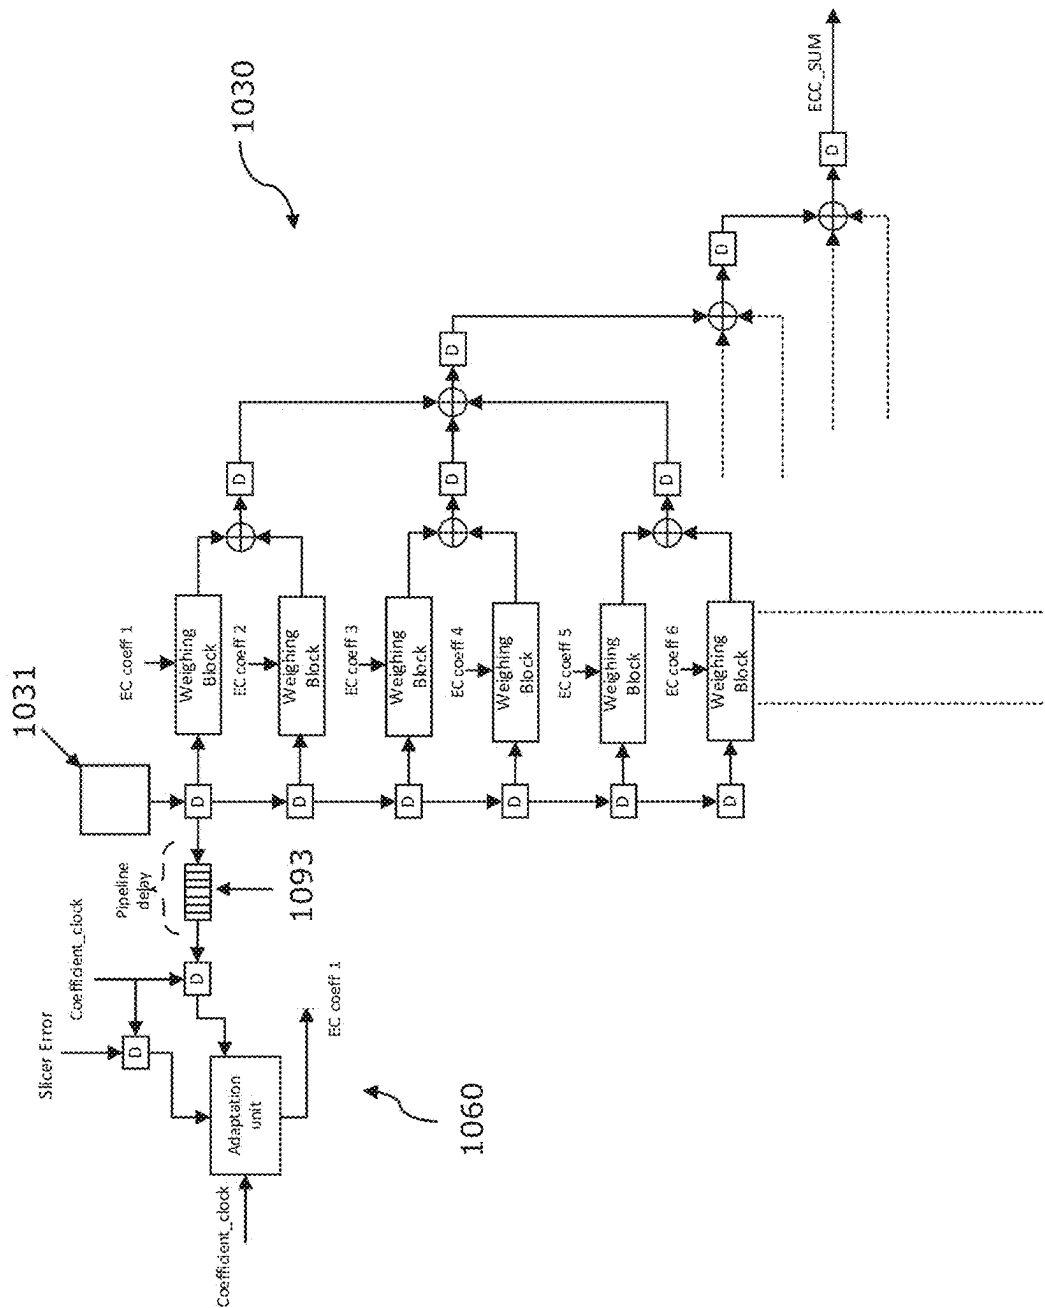 Slicer Error
Coefficient_clock
D
D
Coefficient_clock
Adaptation
unit
EC coeff 1
1060
Pipeline
delay
1093
1031
D
D
D
D
D
D
EC coeff 1
Weighing
Block
EC coeff 2
Weighing
Block
EC coeff 3
Weighing
Block
EC coeff 4
Weighing
Block
EC coeff 5
Weighing
Block
EC coeff 6
Weighing
Block
D
D
D
D
D
D
ECC_SUM
1030